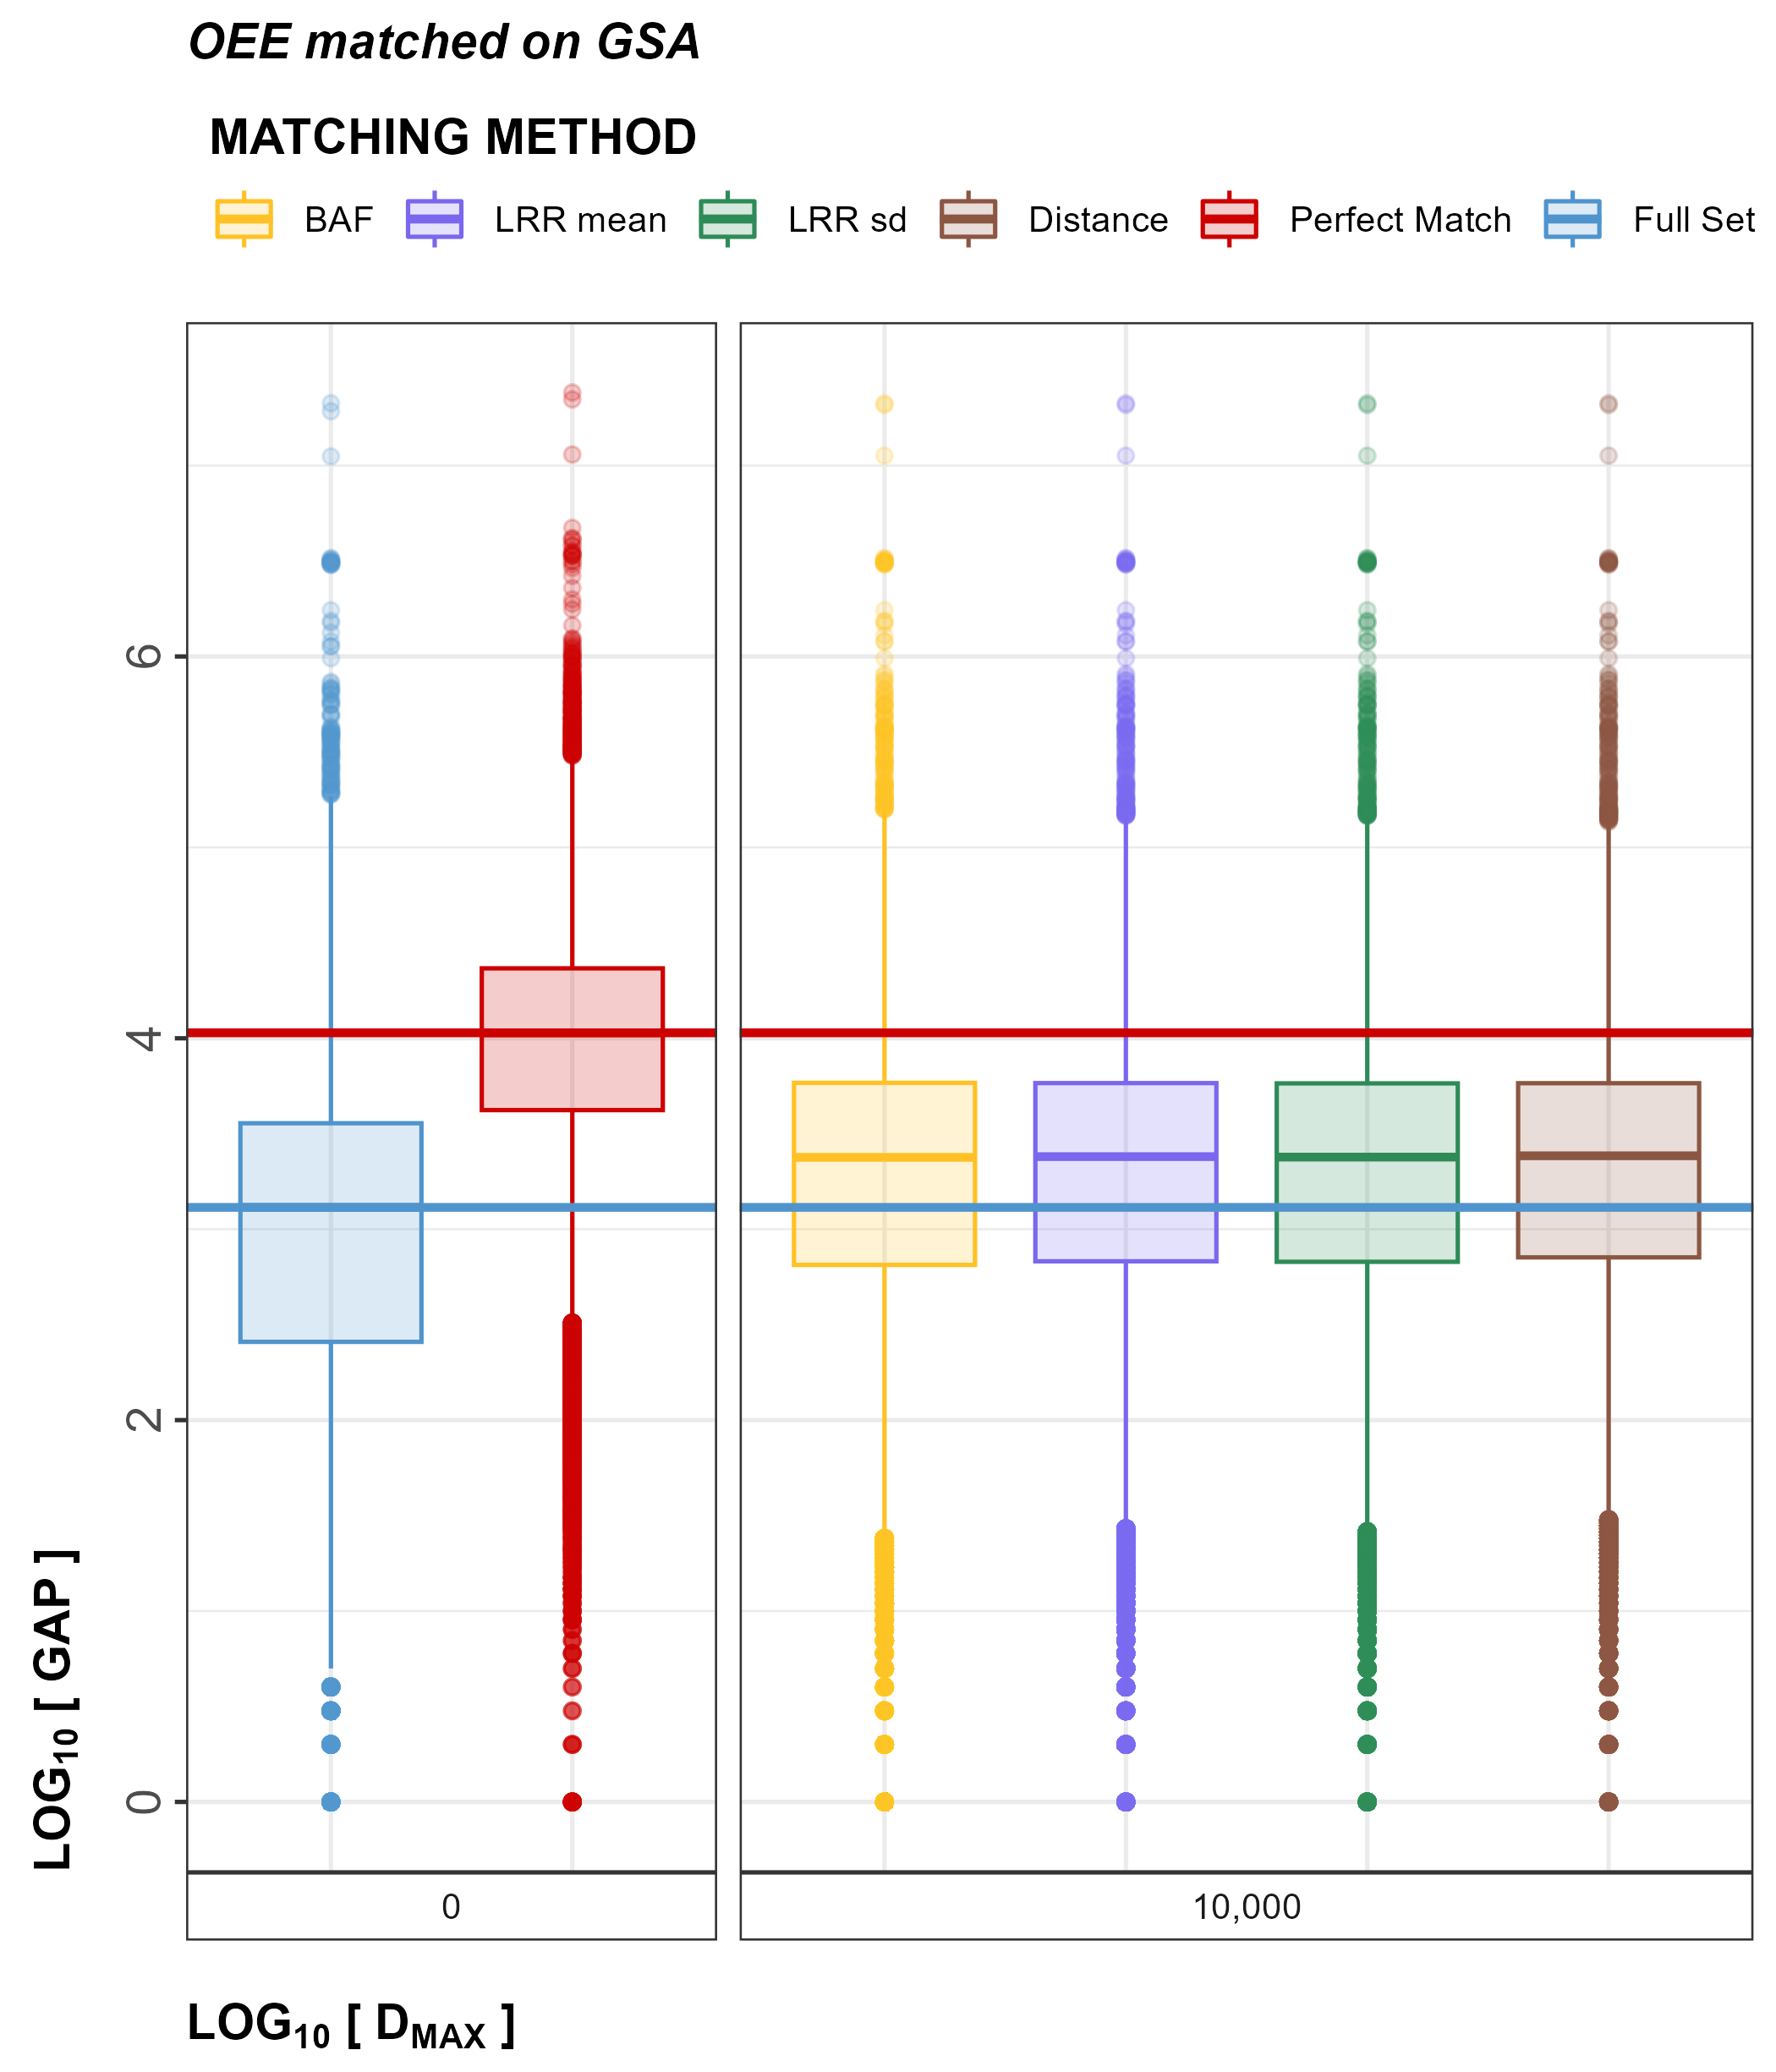 OEE matched on GSA
MATCHING METHOD
BAF LRR mean LRR sd Distance Perfect Match Full Set
6
4
2
0
LOG10 [ GAP ]
0 10,000
LOG10 [ DMAX ]